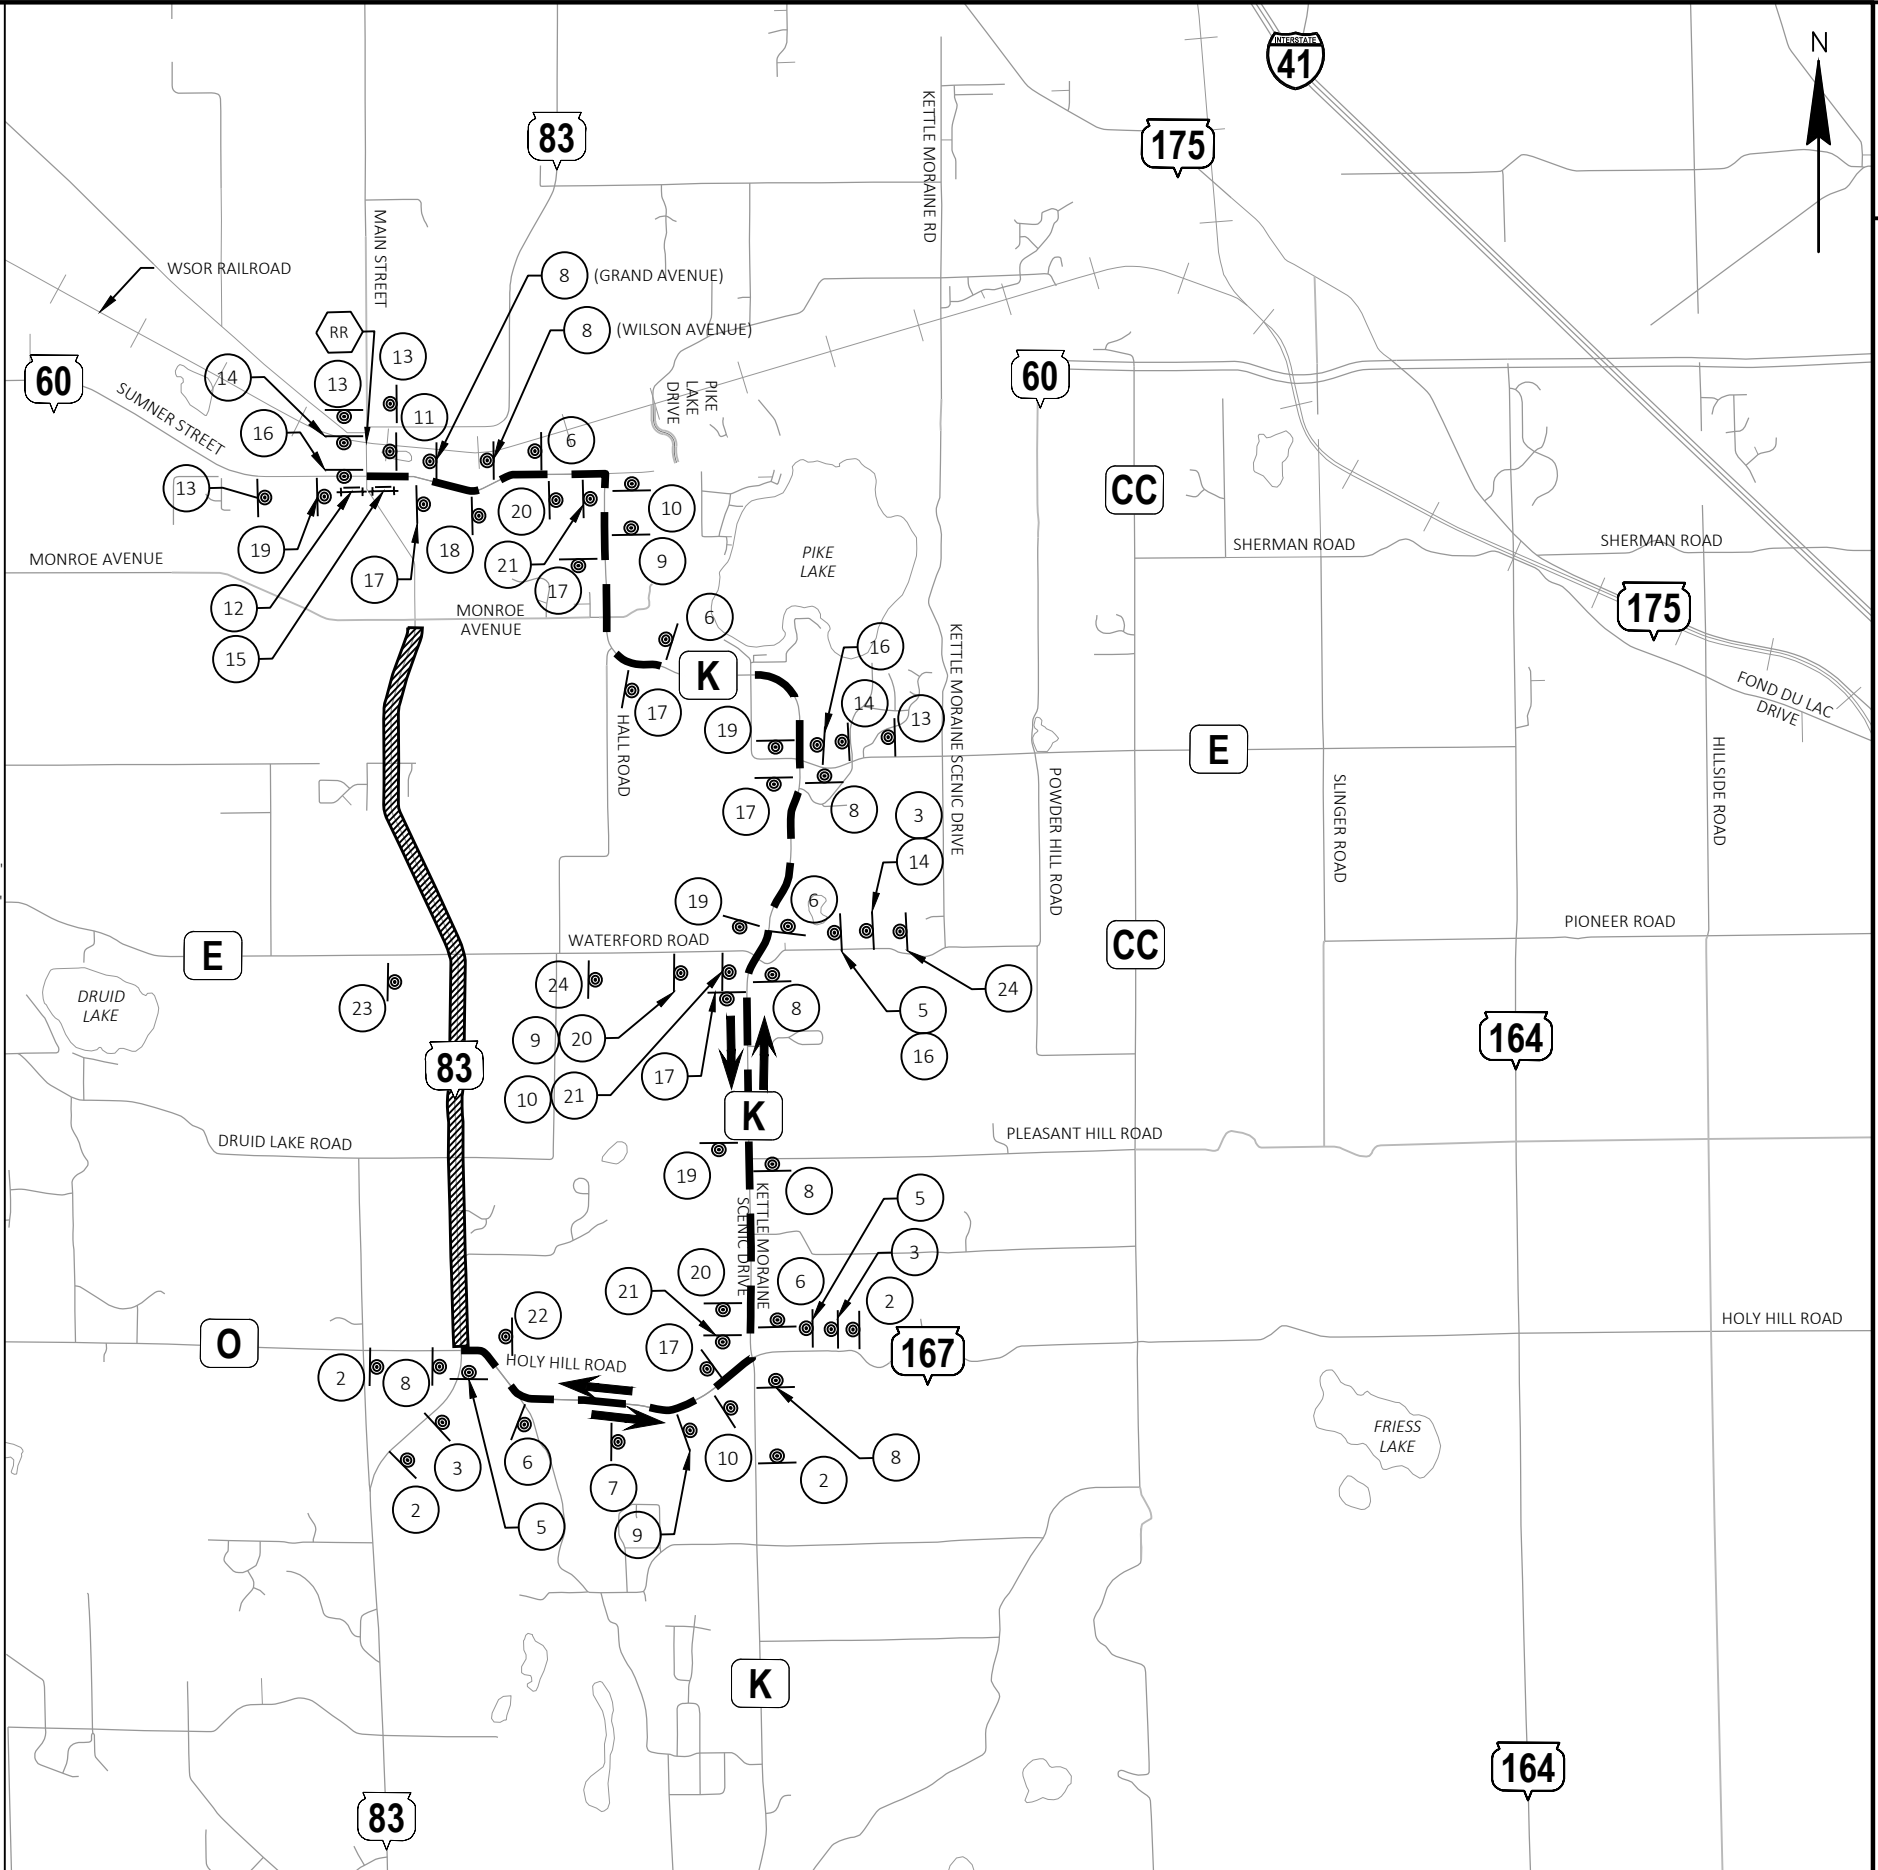 INTERSTATE
41
N
83
175
KETTLE MORAINE RD
MAIN STREET
WSOR RAILROAD
8 (GRAND AVENUE)
RR
8 (WILSON AVENUE)
13
14
13
60
60
PIKE
LAKE
DRIVE
SUMNER STREET
11
16
6
13
CC
20
10
19
18
SHERMAN ROAD
SHERMAN ROAD
MONROE AVENUE
PIKE
LAKE
21
9
17
17
12
MONROE
AVENUE
6
175
15
16
K
KETTLE MORAINE SCENIC DRIVE
FOND DU LAC
DRIVE
17
14
13
19
HALL ROAD
E
HILLSIDE ROAD
17
8
3
POWDER HILL ROAD
SLINGER ROAD
14
19
6
PIONEER ROAD
WATERFORD ROAD
E
CC
24
24
DRUID
LAKE
23
8
5
9
20
164
16
83
17
10
21
K
PLEASANT HILL ROAD
DRUID LAKE ROAD
19
8
5
KETTLE MORAINE
SCENIC DRIVE
3
20
6
21
2
22
HOLY HILL ROAD
O
17
167
HOLY HILL ROAD
2
8
FRIESS
LAKE
3
6
10
8
7
2
2
5
9
K
164
83